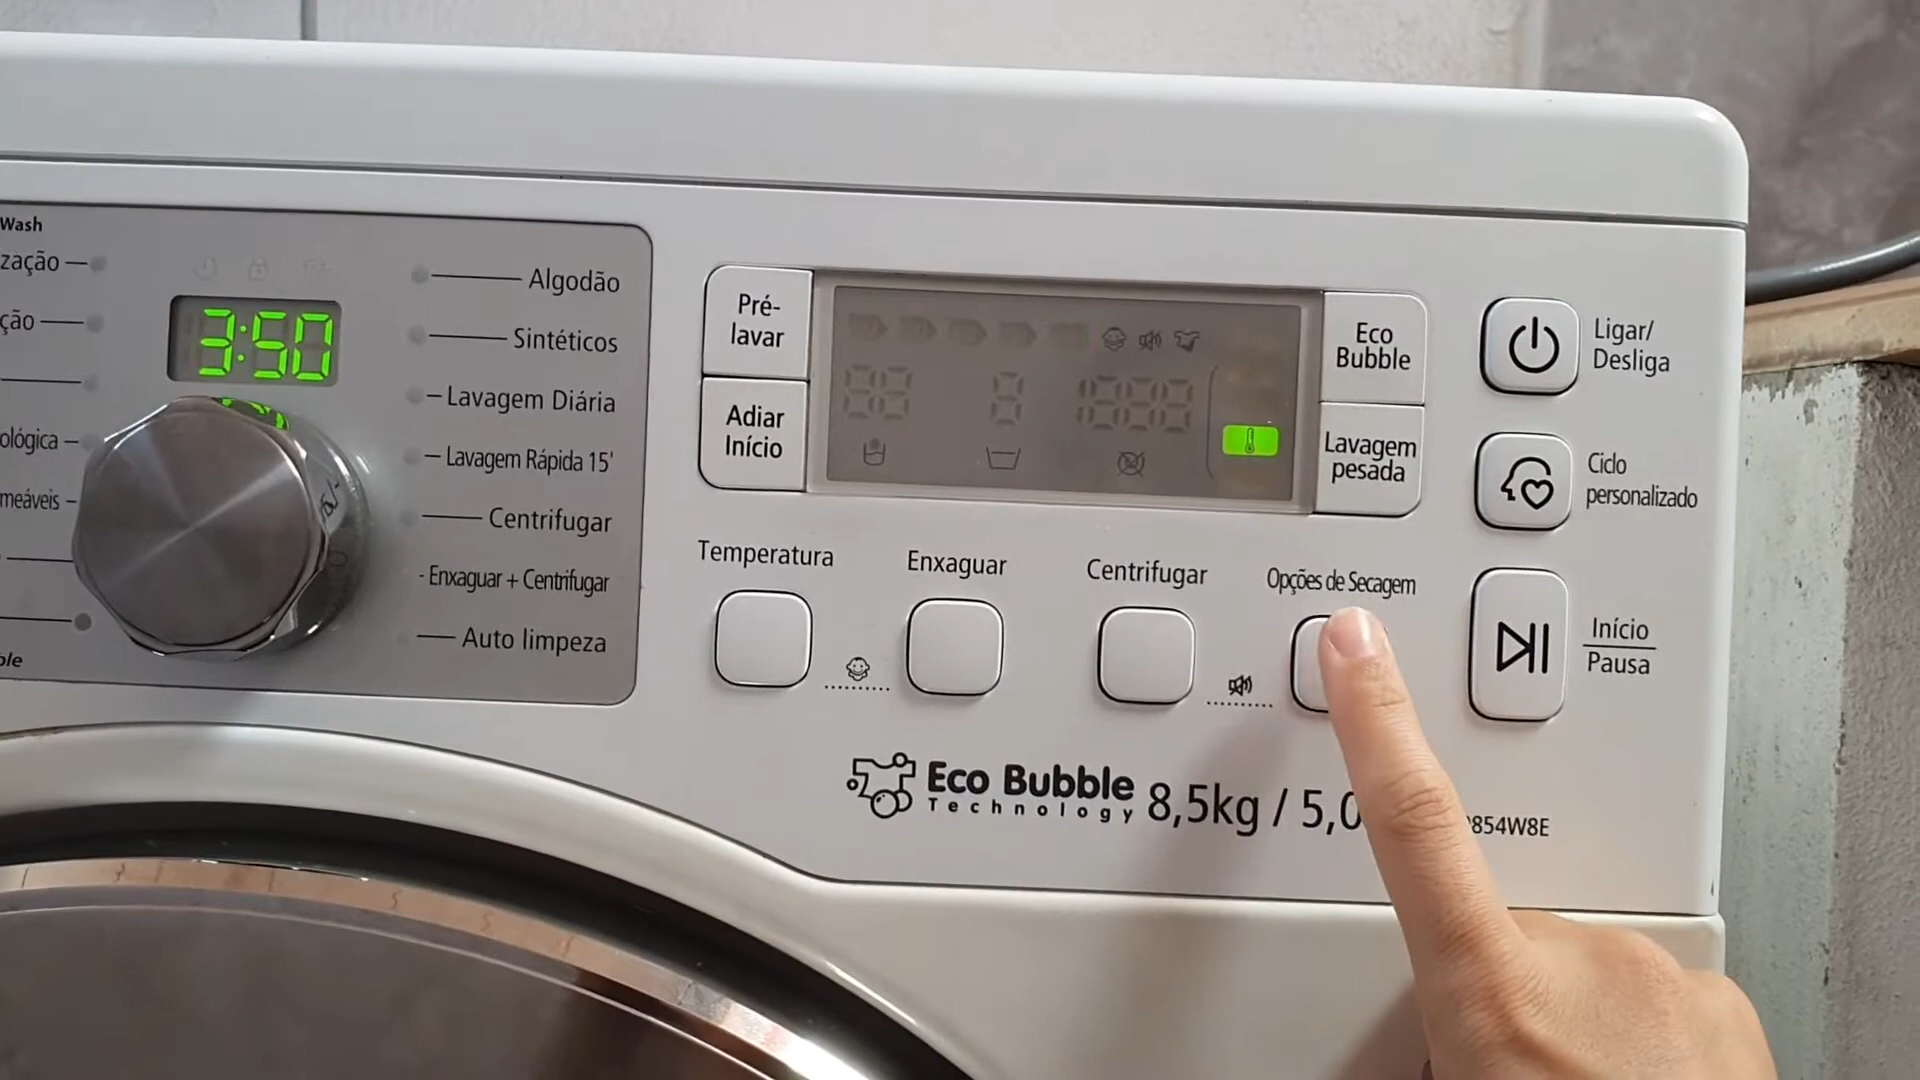 Wash
zação
ção
ológica
meáveis
ble
3:50
Algodão
Sintéticos
Lavagem Diária
Lavagem Rápida 15'
Centrifugar
Enxaguar + Centrifugar
Auto limpeza
Pré-
lavar
Adiar
Início
Eco
Bubble
Lavagem
pesada
Ligar/
Desliga
Ciclo
personalizado
Início
Pausa
Temperatura
Enxaguar
Centrifugar
Opções de Secagem
Eco Bubble
Technology
8,5kg / 5,0
854W8E